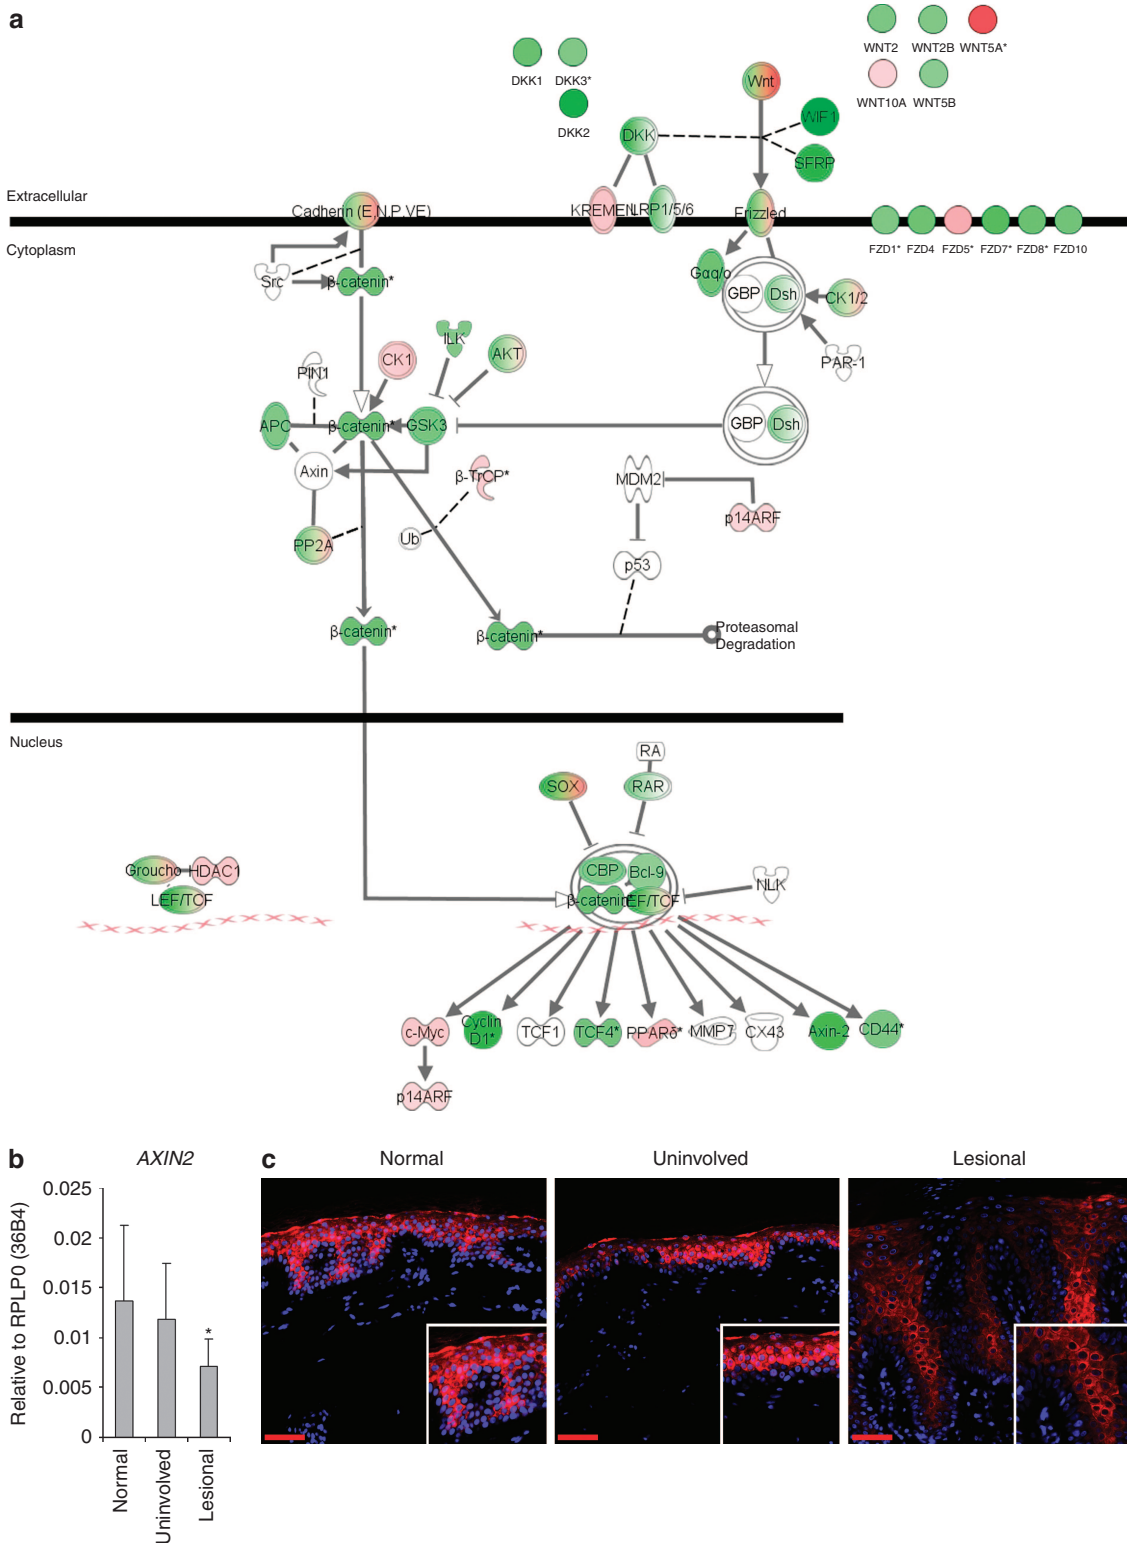 a
DKK1
DKK3*
DKK2
Wnt
WNT2
WNT2B
WNT5A*
WNT10A
WNT5B
DKK
WIF1
SFRP
Extracellular
Cadherin (E,N,P,VE)
KREMEN
LRP1/5/6
Frizzled
Cytoplasm
FZD1*
FZD4
FZD5*
FZD7*
FZD8*
FZD10
Src
β-catenin*
Gαq/o
GBP
Dsh
CK1/2
PAR-1
ILK
PIN1
CK1
AKT
APC
β-catenin*
GSK3
GBP
Dsh
Axin
β-TrCP*
MDM2
p14ARF
PP2A
Ub
p53
β-catenin*
β-catenin*
Proteasomal
Degradation
Nucleus
RA
SOX
RAR
Groucho
HDAC1
LEF/TCF
CBP
Bcl-9
β-catenin*
LEF/TCF
NLK
c-Myc
Cyclin
D1*
TCF1
TCF4*
PPARδ*
MMP7
CX43
Axin-2
CD44*
p14ARF
b
AXIN2
Relative to RPLP0 (36B4)
0.025
0.02
0.015
0.01
0.005
0
*
Normal
Uninvolved
Lesional
c
Normal
Uninvolved
Lesional